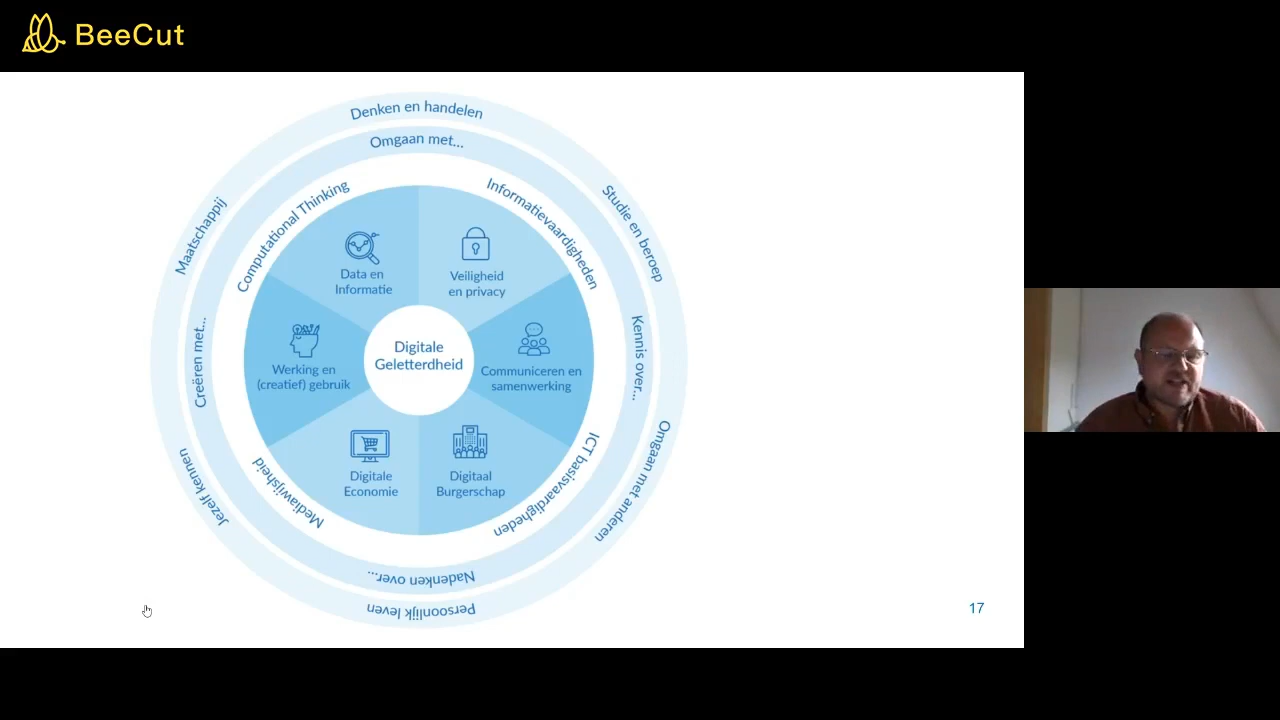 BeeCut
Denken en handelen
Omgaan met...
Maatschappij
Computational Thinking
Informatievaardigheden
Studie en beroep
Data en
Informatie
Veiligheid
en privacy
Creëren met...
Werking en
(creatief) gebruik
Digitale
Geletterdheid
Communiceren en
samenwerking
Kennis over...
Jezelf kennen
Mediawijsheid
Digitale
Economie
Digitaal
Burgerschap
ICT basisvaardigheden
Omgaan met anderen
Nadenken over...
Persoonlijk leven
17